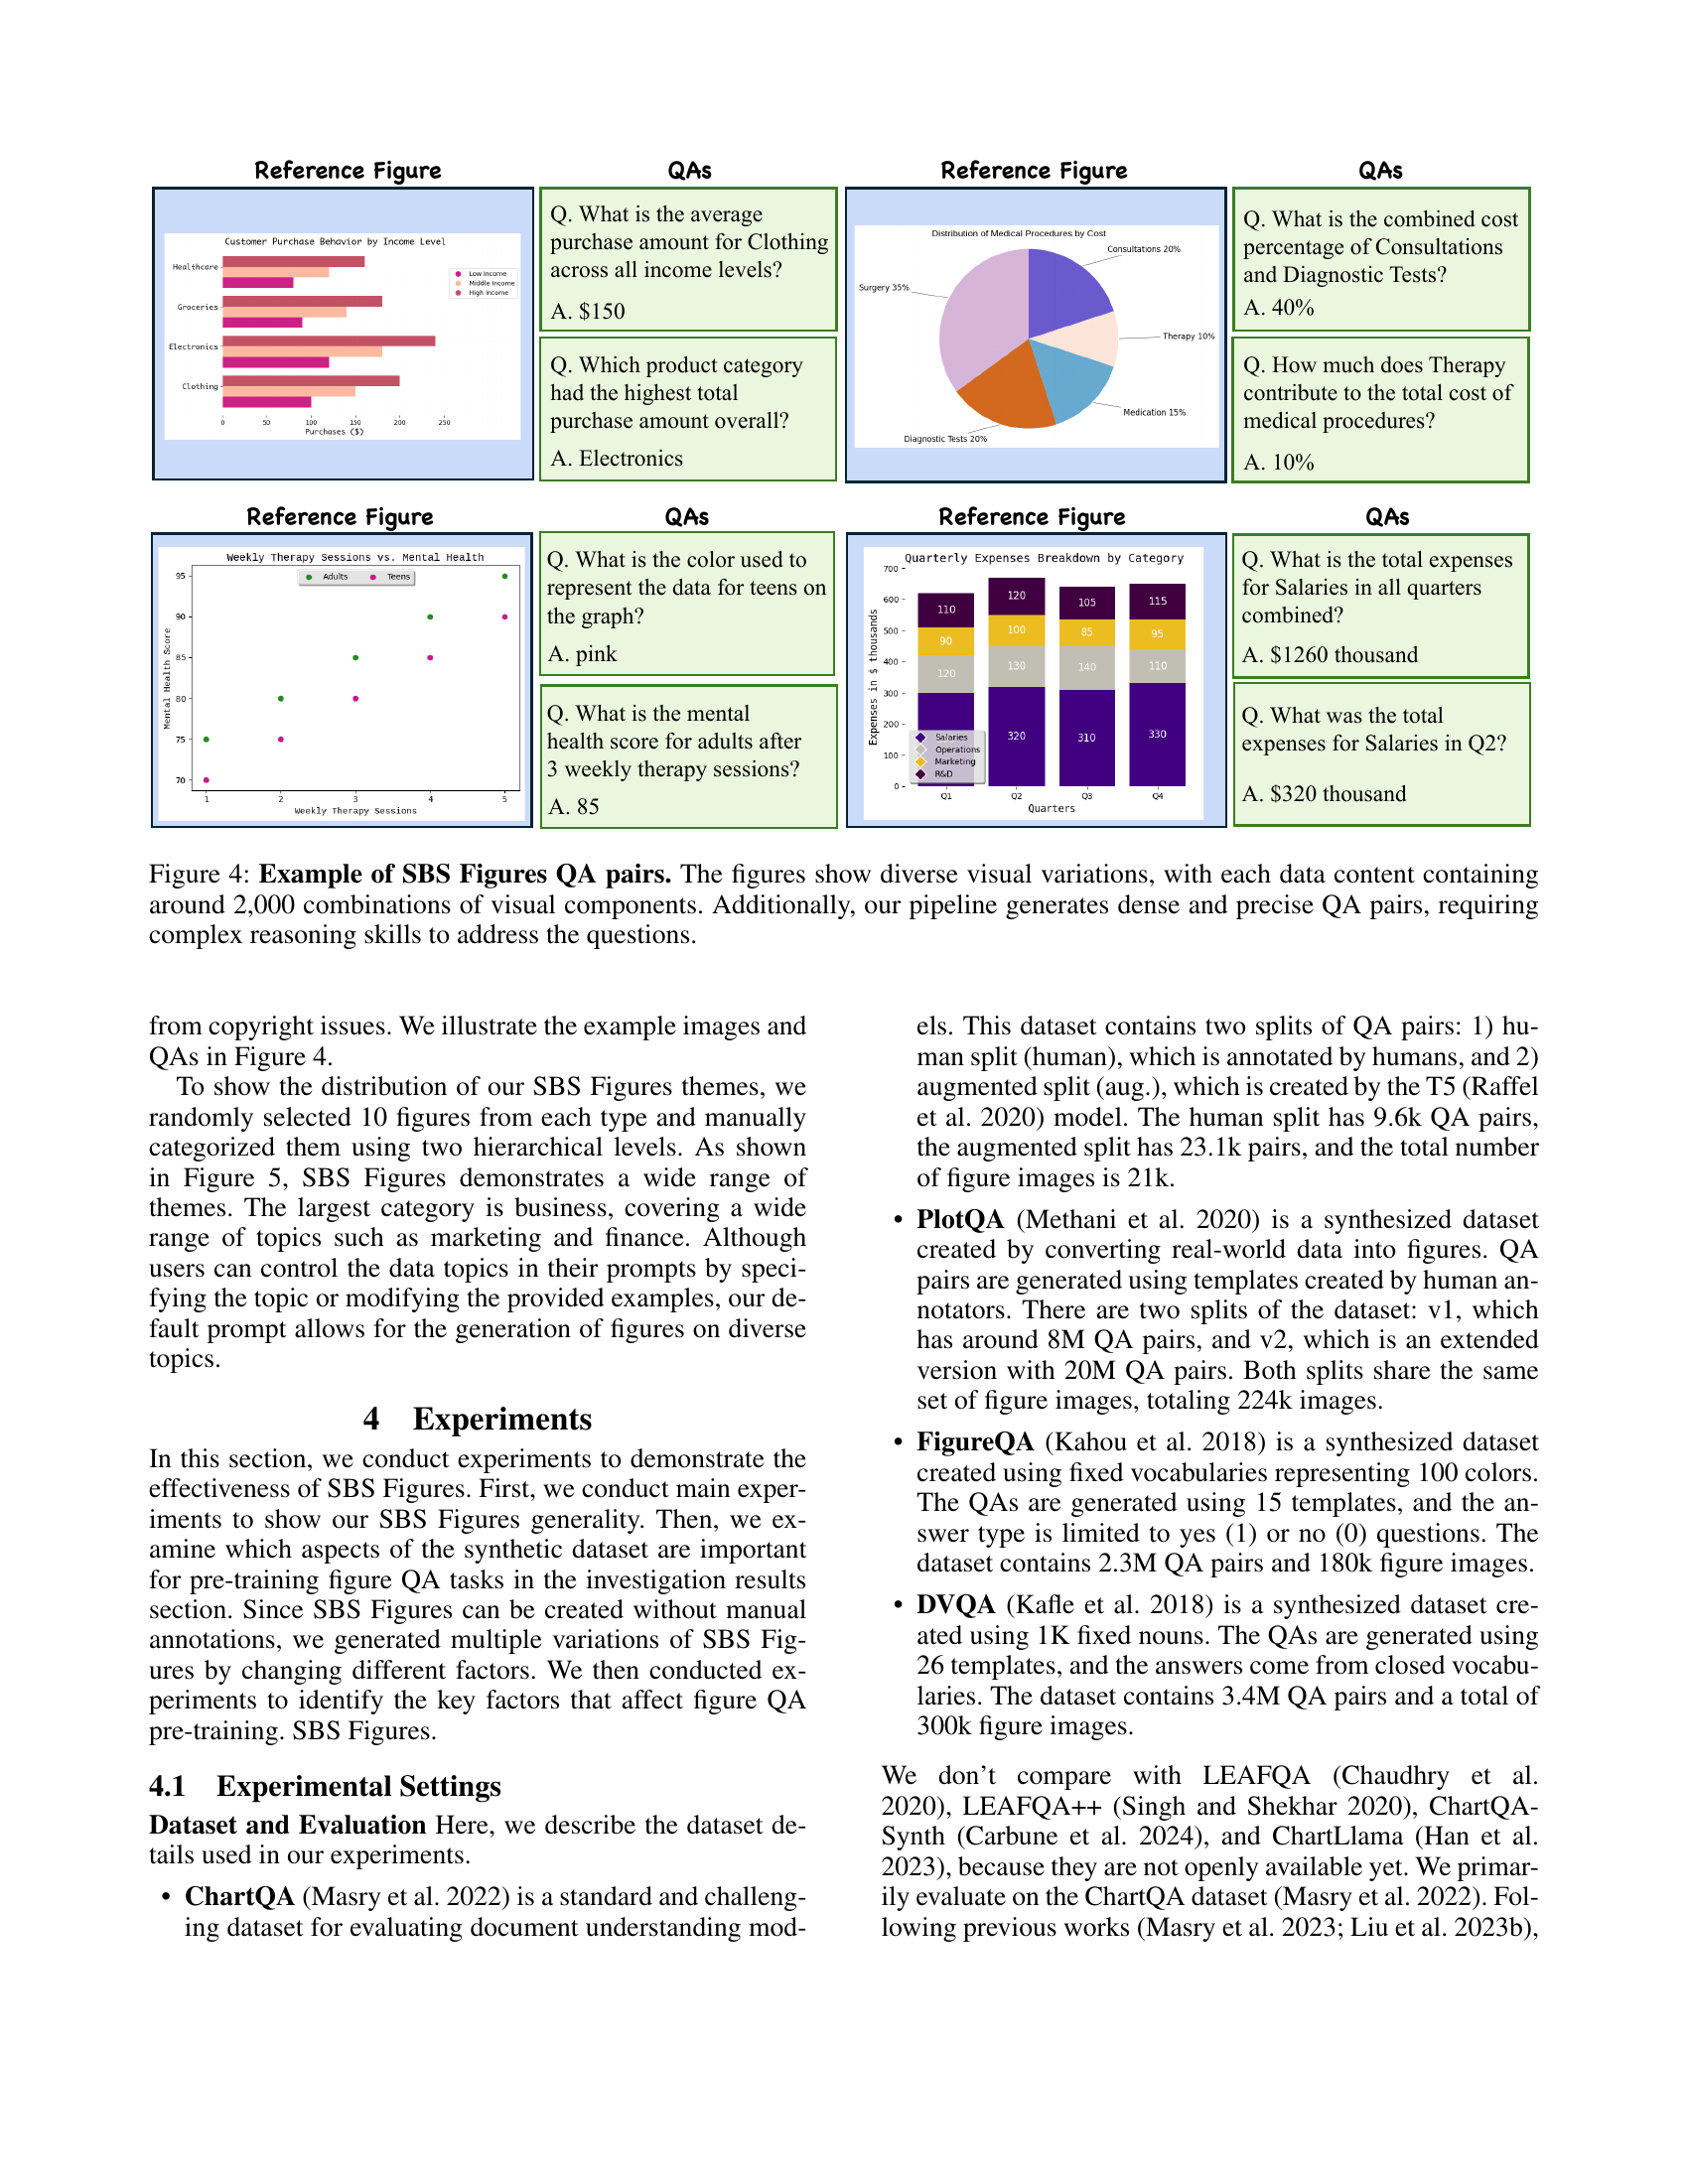 Reference Figure
QAs
Reference Figure
QAs
Customer Purchase Behavior by Income Level
Healthcare
Groceries
Electronics
Clothing
0 50 100 150 200 250
Purchases ($)
Low Income
Middle Income
High Income
Q. What is the average
purchase amount for Clothing
across all income levels?
A. $150
Q. Which product category
had the highest total
purchase amount overall?
A. Electronics
Distribution of Medical Procedures by Cost
Consultations 20%
Surgery 35%
Therapy 10%
Medication 15%
Diagnostic Tests 20%
Q. What is the combined cost
percentage of Consultations
and Diagnostic Tests?
A. 40%
Q. How much does Therapy
contribute to the total cost of
medical procedures?
A. 10%
Reference Figure
QAs
Reference Figure
QAs
Weekly Therapy Sessions vs. Mental Health
Adults Teens
Mental Health Score
95
90
85
80
75
70
1 2 3 4 5
Weekly Therapy Sessions
Q. What is the color used to
represent the data for teens on
the graph?
A. pink
Q. What is the mental
health score for adults after
3 weekly therapy sessions?
A. 85
Quarterly Expenses Breakdown by Category
Expenses in $ thousands
700
600
500
400
300
200
100
0
110 120 105 115
90 100 85 95
120 130 140 110
320 310 330
Salaries
Operations
Marketing
R&D
Q1 Q2 Q3 Q4
Quarters
Q. What is the total expenses
for Salaries in all quarters
combined?
A. $1260 thousand
Q. What was the total
expenses for Salaries in Q2?
A. $320 thousand
Figure 4: Example of SBS Figures QA pairs. The figures show diverse visual variations, with each data content containing
around 2,000 combinations of visual components. Additionally, our pipeline generates dense and precise QA pairs, requiring
complex reasoning skills to address the questions.
from copyright issues. We illustrate the example images and
QAs in Figure 4.
To show the distribution of our SBS Figures themes, we
randomly selected 10 figures from each type and manually
categorized them using two hierarchical levels. As shown
in Figure 5, SBS Figures demonstrates a wide range of
themes. The largest category is business, covering a wide
range of topics such as marketing and finance. Although
users can control the data topics in their prompts by speci-
fying the topic or modifying the provided examples, our de-
fault prompt allows for the generation of figures on diverse
topics.
4 Experiments
In this section, we conduct experiments to demonstrate the
effectiveness of SBS Figures. First, we conduct main exper-
iments to show our SBS Figures generality. Then, we ex-
amine which aspects of the synthetic dataset are important
for pre-training figure QA tasks in the investigation results
section. Since SBS Figures can be created without manual
annotations, we generated multiple variations of SBS Fig-
ures by changing different factors. We then conducted ex-
periments to identify the key factors that affect figure QA
pre-training. SBS Figures.
4.1 Experimental Settings
Dataset and Evaluation Here, we describe the dataset de-
tails used in our experiments.
• ChartQA (Masry et al. 2022) is a standard and challeng-
ing dataset for evaluating document understanding mod-
els. This dataset contains two splits of QA pairs: 1) hu-
man split (human), which is annotated by humans, and 2)
augmented split (aug.), which is created by the T5 (Raffel
et al. 2020) model. The human split has 9.6k QA pairs,
the augmented split has 23.1k pairs, and the total number
of figure images is 21k.
• PlotQA (Methani et al. 2020) is a synthesized dataset
created by converting real-world data into figures. QA
pairs are generated using templates created by human an-
notators. There are two splits of the dataset: v1, which
has around 8M QA pairs, and v2, which is an extended
version with 20M QA pairs. Both splits share the same
set of figure images, totaling 224k images.
• FigureQA (Kahou et al. 2018) is a synthesized dataset
created using fixed vocabularies representing 100 colors.
The QAs are generated using 15 templates, and the an-
swer type is limited to yes (1) or no (0) questions. The
dataset contains 2.3M QA pairs and 180k figure images.
• DVQA (Kafle et al. 2018) is a synthesized dataset cre-
ated using 1K fixed nouns. The QAs are generated using
26 templates, and the answers come from closed vocabu-
laries. The dataset contains 3.4M QA pairs and a total of
300k figure images.
We don't compare with LEAFQA (Chaudhry et al.
2020), LEAFQA++ (Singh and Shekhar 2020), ChartQA-
Synth (Carbune et al. 2024), and ChartLlama (Han et al.
2023), because they are not openly available yet. We primar-
ily evaluate on the ChartQA dataset (Masry et al. 2022). Fol-
lowing previous works (Masry et al. 2023; Liu et al. 2023b),